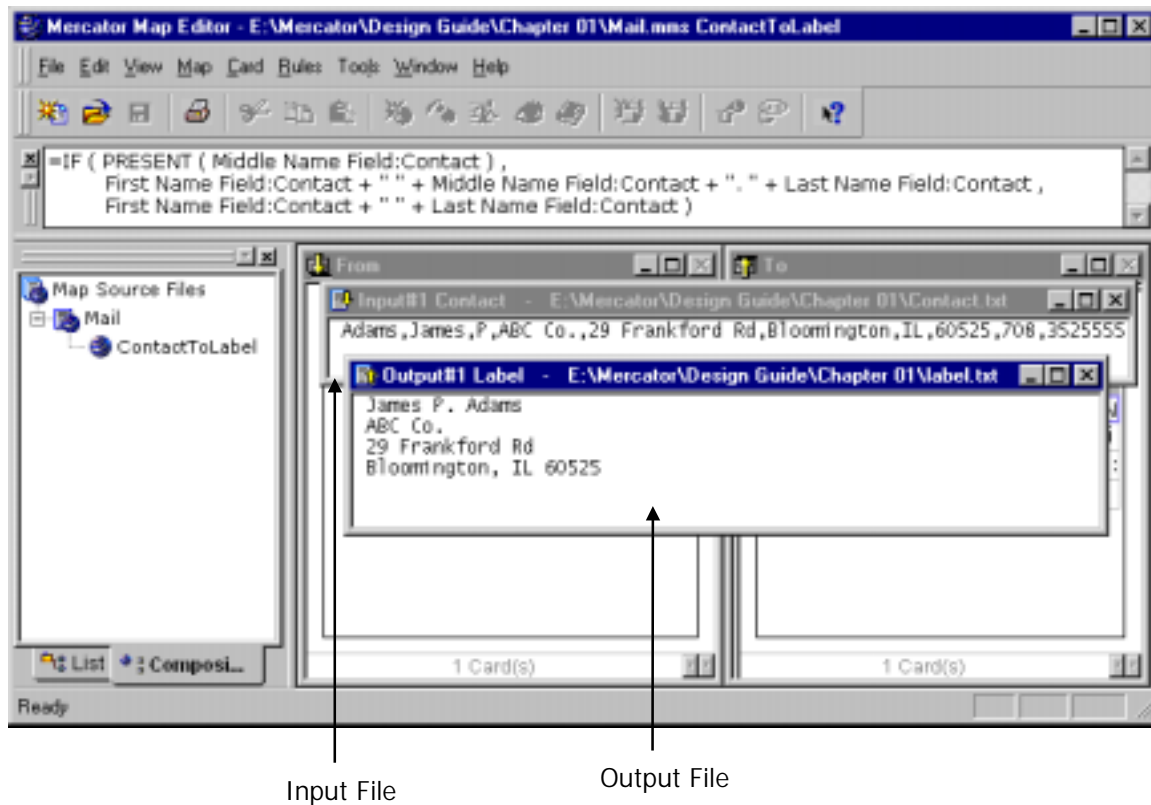 Mercator Map Editor - E:\Mercator\Design Guide\Chapter 01\Mail.mms ContactToLabel
File Edit View Map Card Rules Tools Window Help
=IF ( PRESENT ( Middle Name Field:Contact ) ,
First Name Field:Contact + " " + Middle Name Field:Contact + ". " + Last Name Field:Contact ,
First Name Field:Contact + " " + Last Name Field:Contact )
Map Source Files
Mail
ContactToLabel
List
Composi...
From
To
Input#1 Contact - E:\Mercator\Design Guide\Chapter 01\Contact.txt
Adams,James,P,ABC Co.,29 Frankford Rd,Bloomington,IL,60525,708,3525555
Output#1 Label - E:\Mercator\Design Guide\Chapter 01\label.txt
James P. Adams
ABC Co.
29 Frankford Rd
Bloomington, IL 60525
1 Card(s)
1 Card(s)
Ready
Input File
Output File